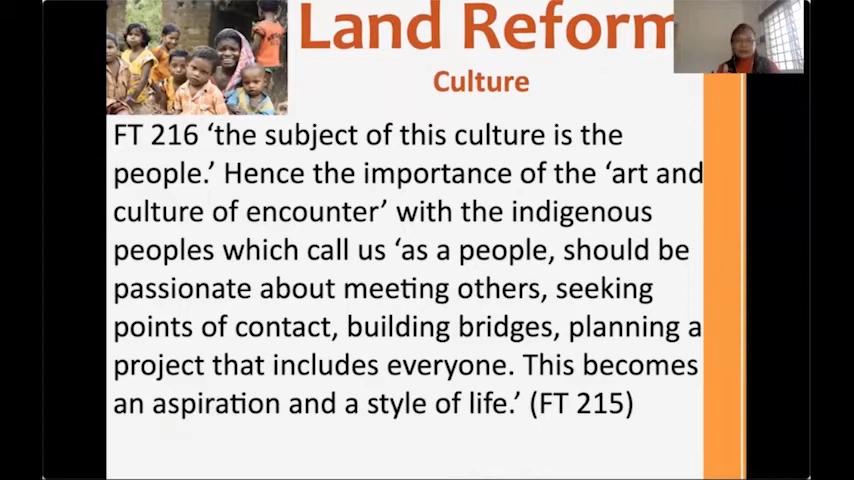 Land Reform
Culture
FT 216 ‘the subject of this culture is the
people.’ Hence the importance of the ‘art and
culture of encounter’ with the indigenous
peoples which call us ‘as a people, should be
passionate about meeting others, seeking
points of contact, building bridges, planning a
project that includes everyone. This becomes
an aspiration and a style of life.’ (FT 215)